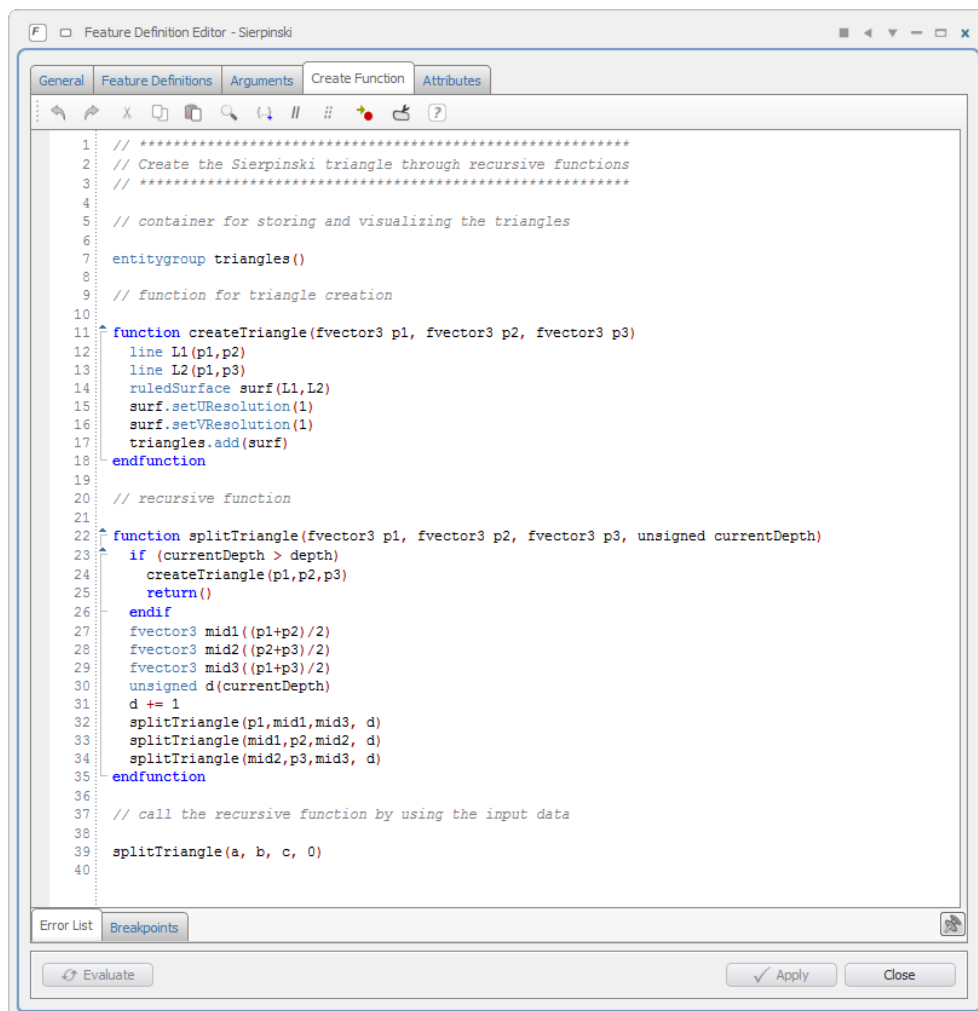 F Feature Definition Editor - Sierpinski
General Feature Definitions Arguments Create Function Attributes
1 // **********************************************************
2 // Create the Sierpinski triangle through recursive functions
3 // **********************************************************
4
5 // container for storing and visualizing the triangles
6
7 entitygroup triangles()
8
9 // function for triangle creation
10
11 function createTriangle(fvector3 p1, fvector3 p2, fvector3 p3)
12 line L1(p1,p2)
13 line L2(p1,p3)
14 ruledSurface surf(L1,L2)
15 surf.setUResolution(1)
16 surf.setVResolution(1)
17 triangles.add(surf)
18 endfunction
19
20 // recursive function
21
22 function splitTriangle(fvector3 p1, fvector3 p2, fvector3 p3, unsigned currentDepth)
23 if (currentDepth > depth)
24 createTriangle(p1,p2,p3)
25 return()
26 endif
27 fvector3 mid1((p1+p2)/2)
28 fvector3 mid2((p2+p3)/2)
29 fvector3 mid3((p1+p3)/2)
30 unsigned d(currentDepth)
31 d += 1
32 splitTriangle(p1,mid1,mid3, d)
33 splitTriangle(mid1,p2,mid2, d)
34 splitTriangle(mid2,p3,mid3, d)
35 endfunction
36
37 // call the recursive function by using the input data
38
39 splitTriangle(a, b, c, 0)
40
Error List Breakpoints
Evaluate Apply Close